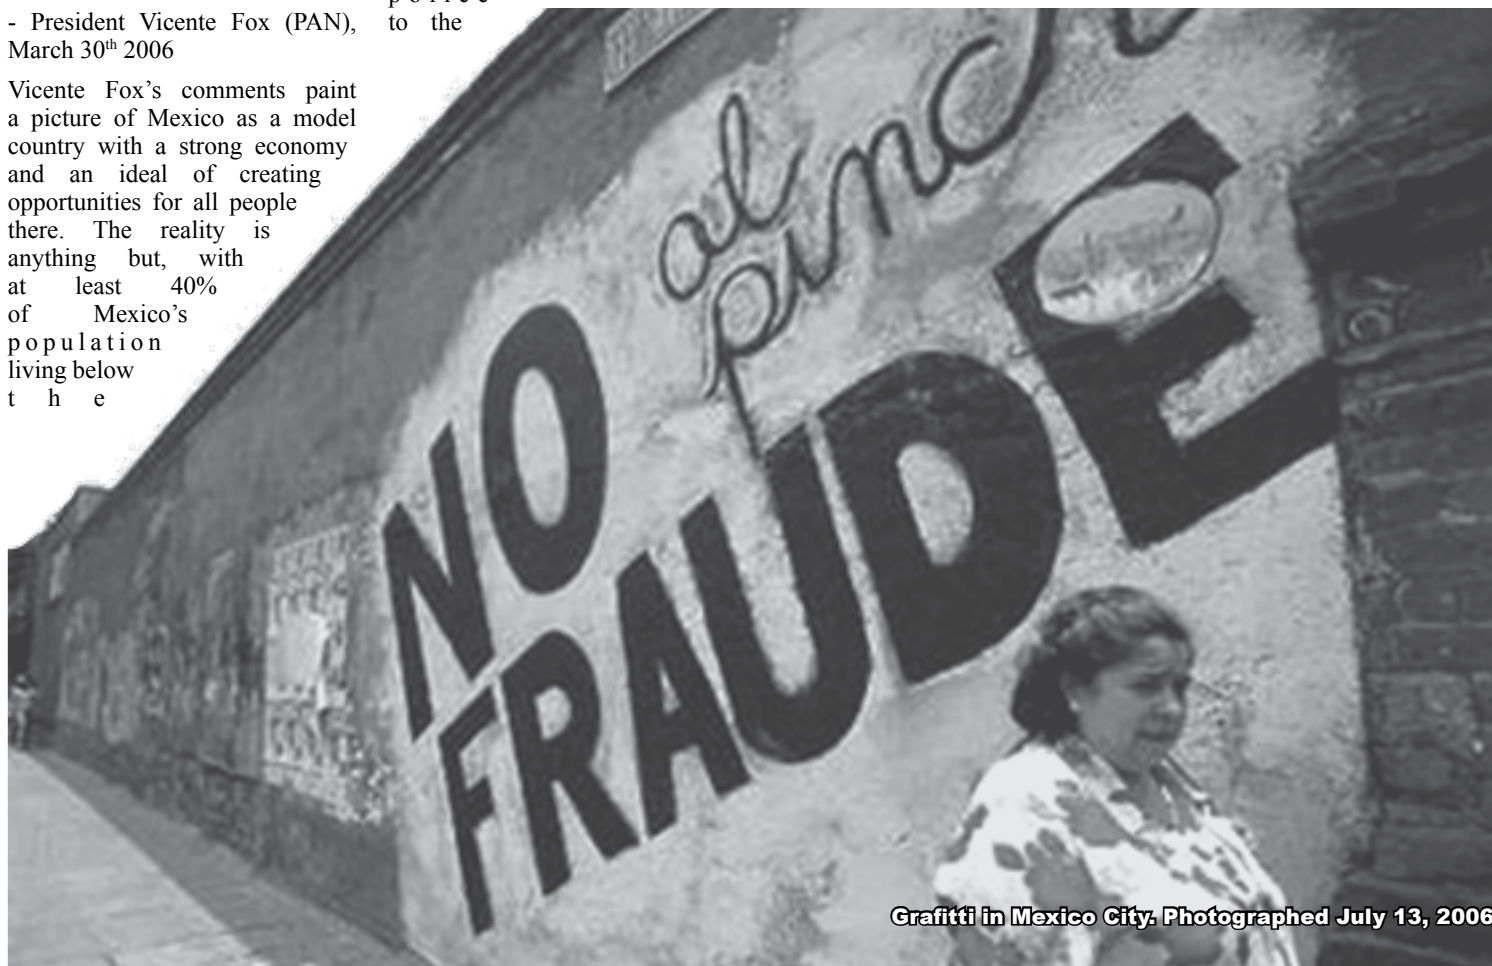 - President Vicente Fox (PAN),
March 30th 2006
Vicente Fox’s comments paint
a picture of Mexico as a model
country with a strong economy
and an ideal of creating
opportunities for all people
there. The reality is
anything but, with
at least 40%
of Mexico’s
population
living below
the
to the
al
NO
FRAUDE
Grafitti in Mexico City. Photographed July 13, 2006